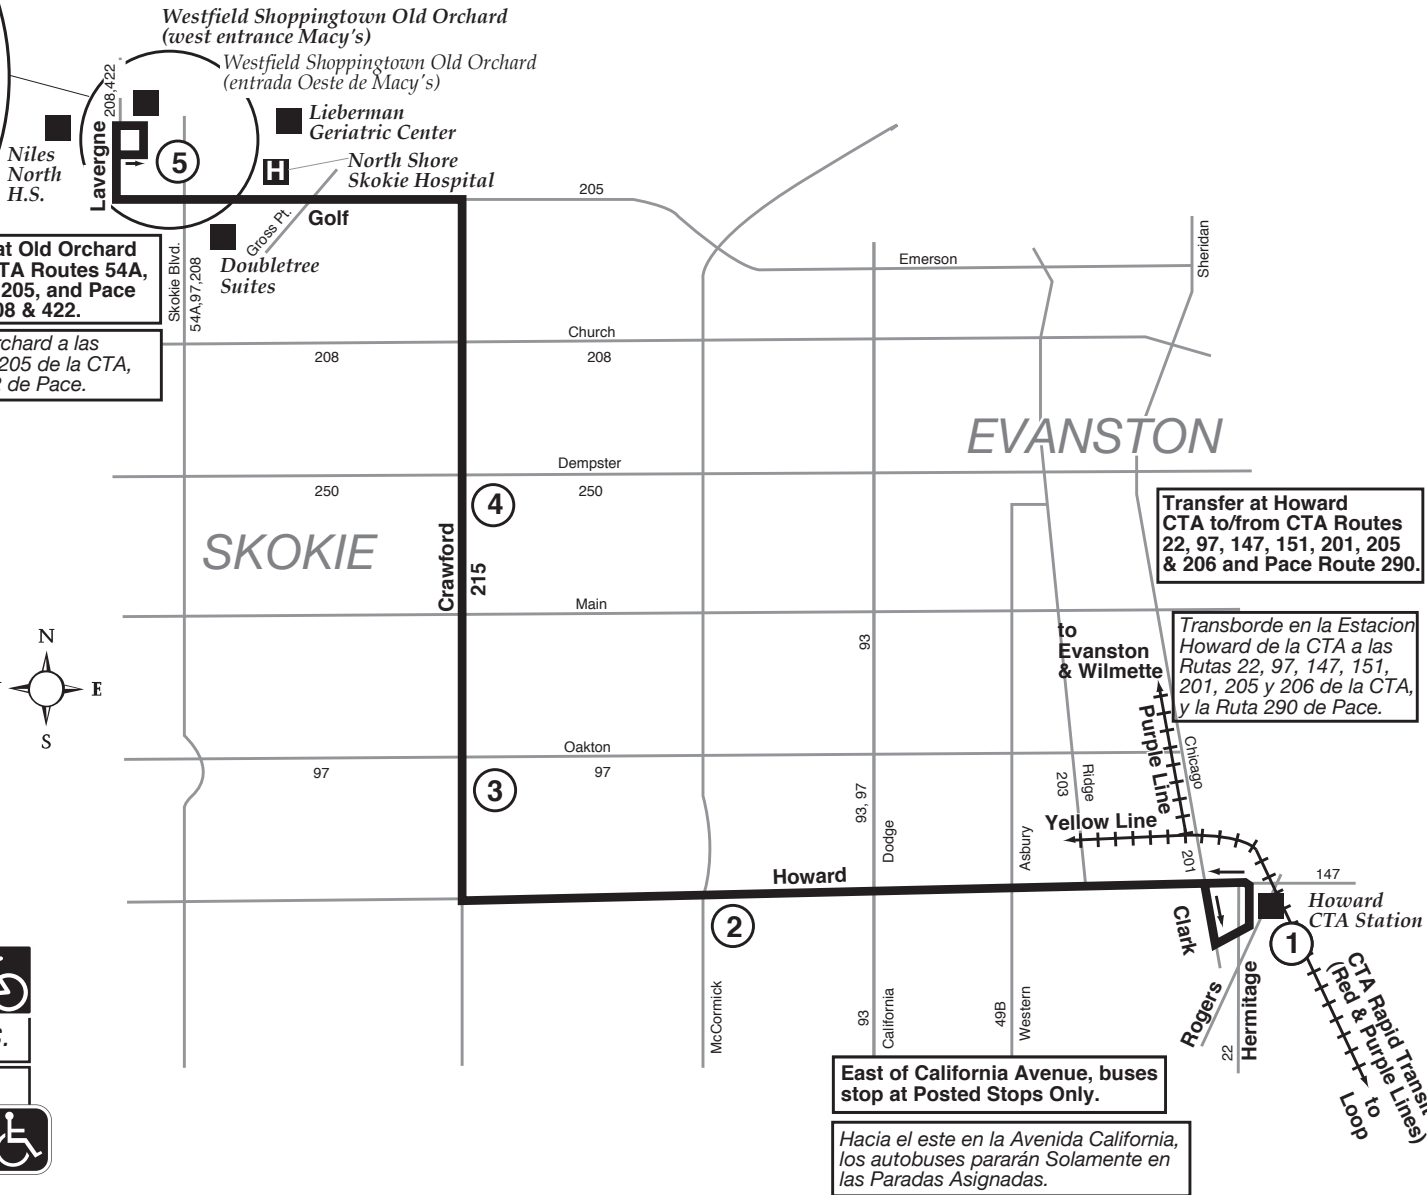 Westfield Shoppingtown Old Orchard
(west entrance Macy's)
Westfield Shoppingtown Old Orchard
(entrada Oeste de Macy's)
208,422
Lieberman
Geriatric Center
Niles
North
H.S.
Lavergne
5
H
North Shore
Skokie Hospital
205
Golf
Gross Pt.
Doubletree
Suites
at Old Orchard
TA Routes 54A,
205, and Pace
08 & 422.
Skokie Blvd.
54A,97,208
rchard a las
205 de la CTA,
2 de Pace.
Emerson
Sheridan
Church
208
208
EVANSTON
Dempster
250
250
4
SKOKIE
Crawford
215
Transfer at Howard
CTA to/from CTA Routes
22, 97, 147, 151, 201, 205
& 206 and Pace Route 290.
Main
93
to
Evanston
& Wilmette
Transborde en la Estacion
Howard de la CTA a las
Rutas 22, 97, 147, 151,
201, 205 y 206 de la CTA,
y la Ruta 290 de Pace.
N
E
S
Purple Line
Chicago
Oakton
97
97
3
93, 97
Dodge
203
Ridge
Asbury
Yellow Line
201
Howard
147
2
Clark
Howard
CTA Station
1
McCormick
93
California
49B
Western
Rogers
22
Hermitage
CTA Rapid Transit
(Red & Purple Lines)
to
Loop
East of California Avenue, buses
stop at Posted Stops Only.
Hacia el este en la Avenida California,
los autobuses pararán Solamente en
las Paradas Asignadas.